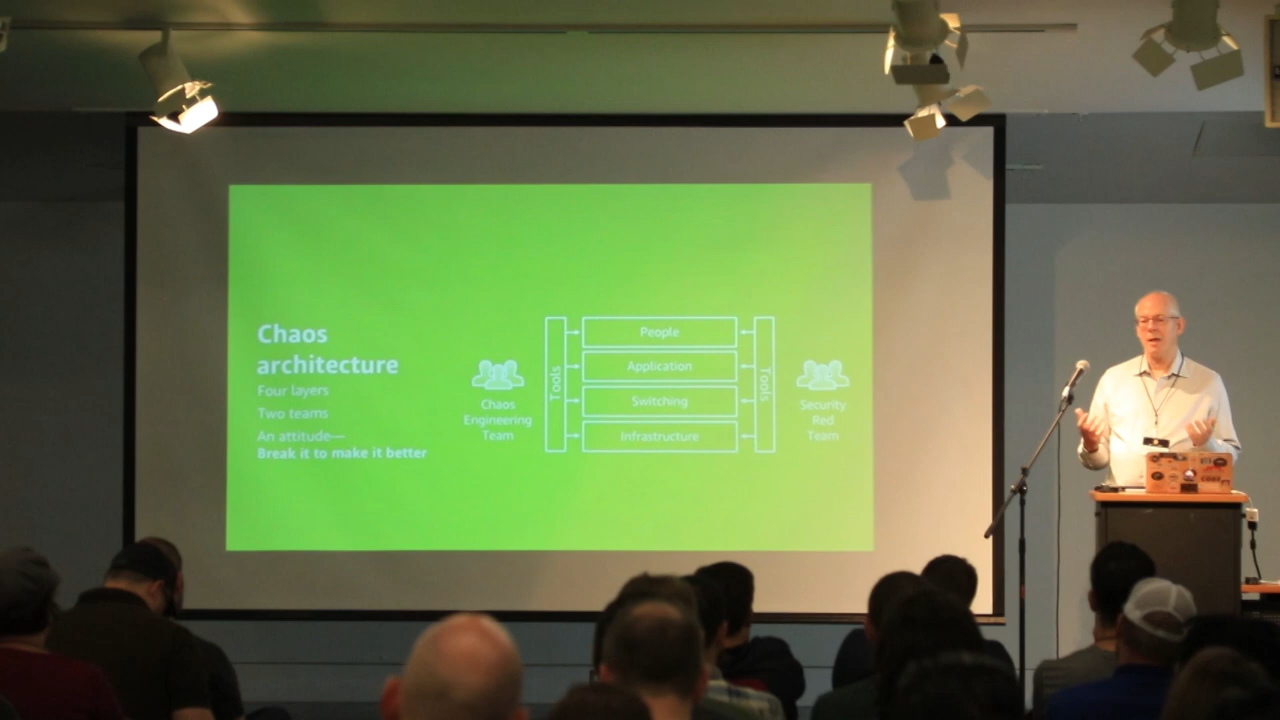 Chaos
architecture
Four layers
Two teams
An attitude—
Break it to make it better
Chaos
Engineering
Team
Tools
People
Application
Switching
Infrastructure
Tools
Security
Red
Team